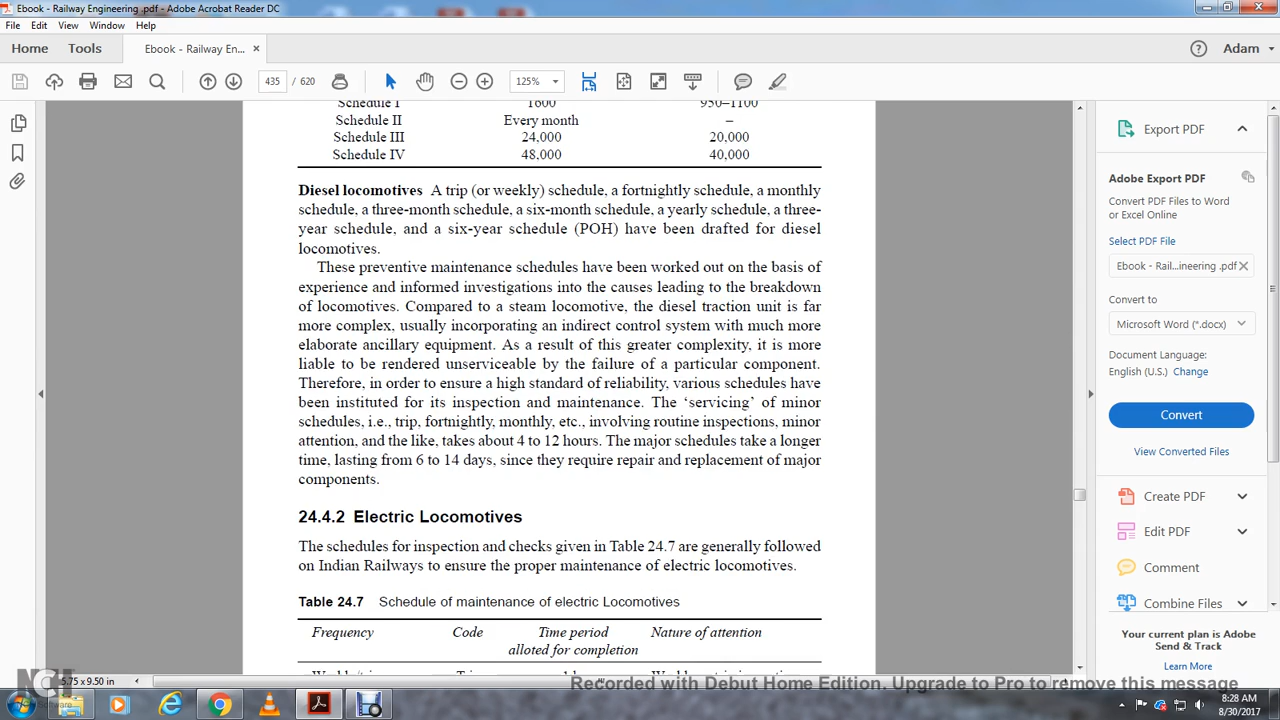 Ebook - Railway Engineering .pdf - Adobe Acrobat Reader DC
File Edit View Window Help
Home Tools Ebook - Railway En... × Adam
435 / 620 125%
Schedule I 1600 950–1100
Schedule II Every month –
Schedule III 24,000 20,000
Schedule IV 48,000 40,000
Diesel locomotives A trip (or weekly) schedule, a fortnightly schedule, a monthly
schedule, a three-month schedule, a six-month schedule, a yearly schedule, a three-
year schedule, and a six-year schedule (POH) have been drafted for diesel
locomotives.
These preventive maintenance schedules have been worked out on the basis of
experience and informed investigations into the causes leading to the breakdown
of locomotives. Compared to a steam locomotive, the diesel traction unit is far
more complex, usually incorporating an indirect control system with much more
elaborate ancillary equipment. As a result of this greater complexity, it is more
liable to be rendered unserviceable by the failure of a particular component.
Therefore, in order to ensure a high standard of reliability, various schedules have
been instituted for its inspection and maintenance. The ‘servicing’ of minor
schedules, i.e., trip, fortnightly, monthly, etc., involving routine inspections, minor
attention, and the like, takes about 4 to 12 hours. The major schedules take a longer
time, lasting from 6 to 14 days, since they require repair and replacement of major
components.
24.4.2 Electric Locomotives
The schedules for inspection and checks given in Table 24.7 are generally followed
on Indian Railways to ensure the proper maintenance of electric locomotives.
Table 24.7 Schedule of maintenance of electric Locomotives
Frequency Code Time period Nature of attention
alloted for completion
Export PDF
Adobe Export PDF
Convert PDF Files to Word
or Excel Online
Select PDF File
Ebook - Rail...ineering .pdf ×
Convert to
Microsoft Word (*.docx)
Document Language:
English (U.S.) Change
Convert
View Converted Files
Create PDF
Edit PDF
Comment
Combine Files
Your current plan is Adobe
Send & Track
Learn More
5.75 x 9.50 in
NCH
Software
Recorded with Debut Home Edition. Upgrade to Pro to remove this message
8:28 AM
8/30/2017